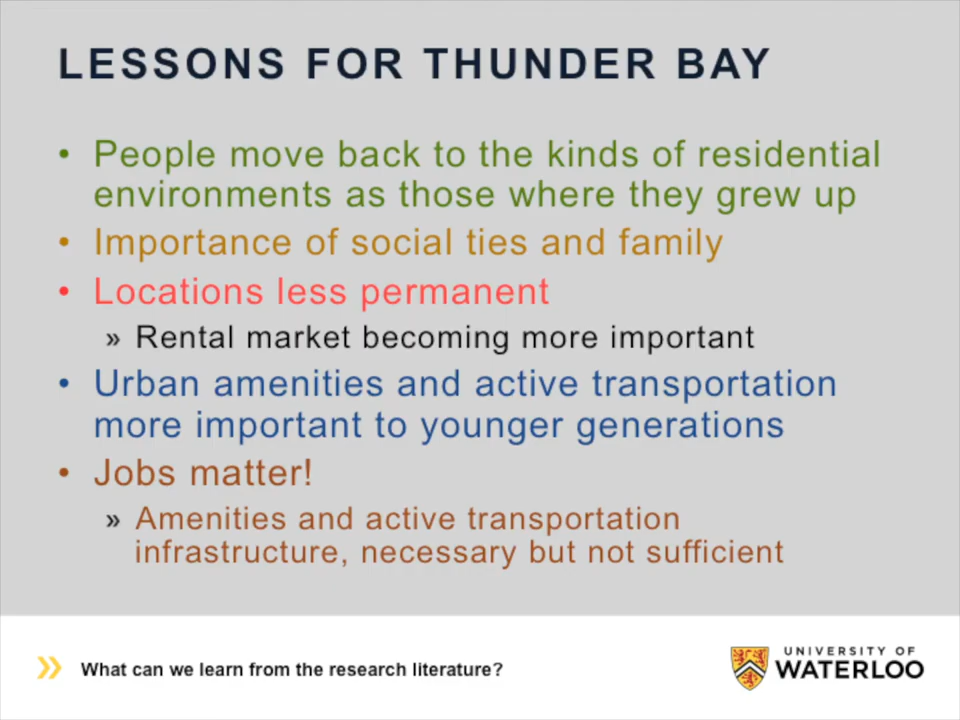 LESSONS FOR THUNDER BAY
• People move back to the kinds of residential
environments as those where they grew up
• Importance of social ties and family
• Locations less permanent
» Rental market becoming more important
• Urban amenities and active transportation
more important to younger generations
• Jobs matter!
» Amenities and active transportation
infrastructure, necessary but not sufficient
» What can we learn from the research literature?
UNIVERSITY OF
WATERLOO